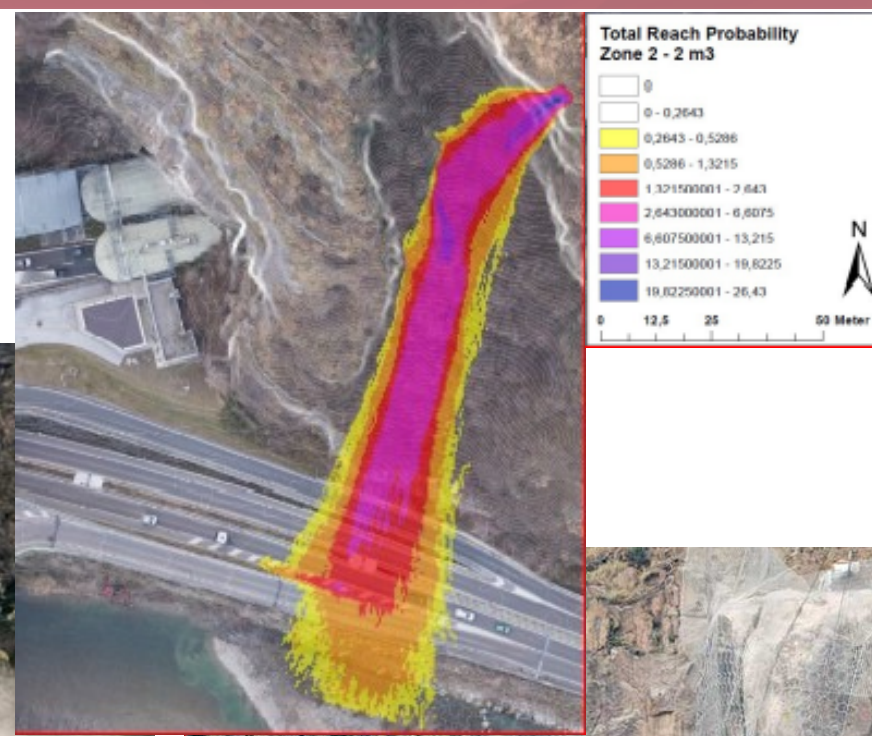 Total Reach Probability
Zone 2 - 2 m3
0
0 - 0,2643
0,2643 - 0,5286
0,5286 - 1,3215
1,321500001 - 2,643
2,643000001 - 6,6075
6,607500001 - 13,215
13,21500001 - 19,8225
19,82250001 - 26,43
N
0 12,5 25 50 Meter